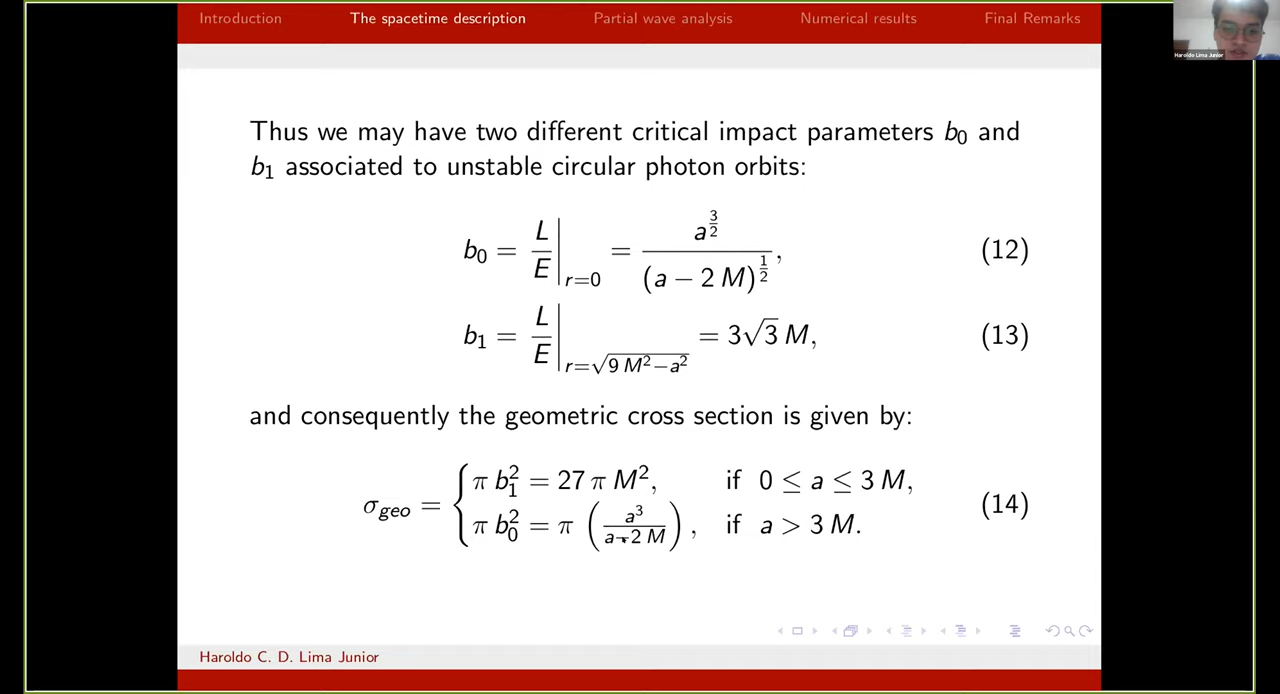 Introduction The spacetime description Partial wave analysis Numerical results Final Remarks
Haroldo Lima Junior
Thus we may have two different critical impact parameters b₀ and
b₁ associated to unstable circular photon orbits:
b₀ = L/E |_{r=0} = a^{3/2} / (a − 2 M)^{1/2}, (12)
b₁ = L/E |_{r=√(9 M² − a²)} = 3√3 M, (13)
and consequently the geometric cross section is given by:
σ_geo = { π b₁² = 27 π M², if 0 ≤ a ≤ 3 M,
π b₀² = π (a³ / (a − 2 M)), if a > 3 M. (14)
Haroldo C. D. Lima Junior